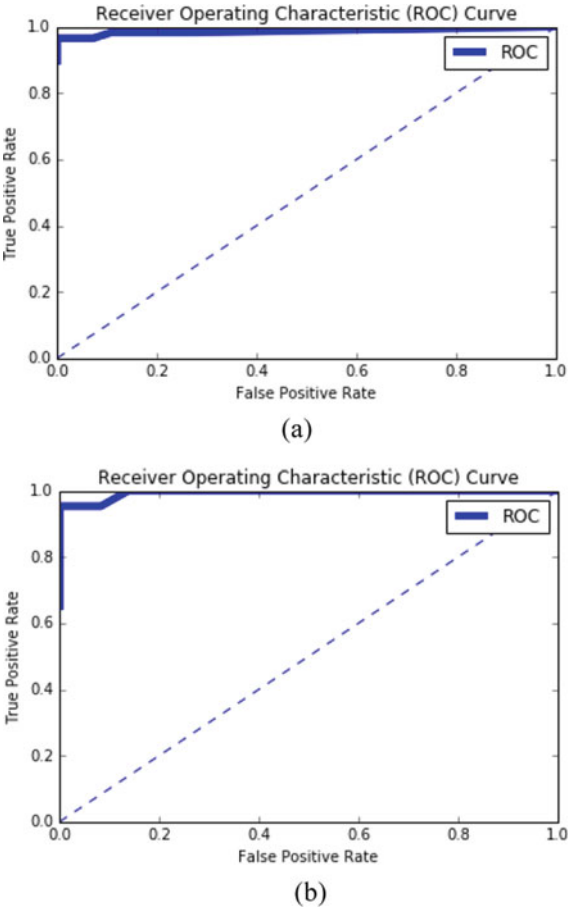 Receiver Operating Characteristic (ROC) Curve
1.0
ROC
0.8
0.6
0.4
0.2
0.0
True Positive Rate
0.0 0.2 0.4 0.6 0.8 1.0
False Positive Rate
(a)
Receiver Operating Characteristic (ROC) Curve
1.0
ROC
0.8
0.6
0.4
0.2
0.0
True Positive Rate
0.0 0.2 0.4 0.6 0.8 1.0
False Positive Rate
(b)